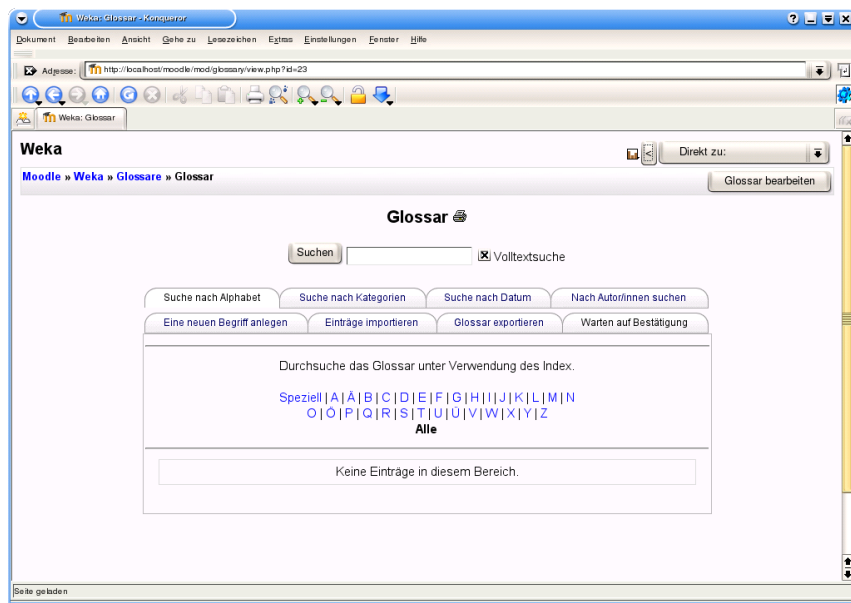 Weka: Glossar - Konqueror
Dokument Bearbeiten Ansicht Gehe zu Lesezeichen Extras Einstellungen Fenster Hilfe
Adresse: http://localhost/moodle/mod/glossary/view.php?id=23
Weka: Glossar
Weka < Direkt zu:
Moodle » Weka » Glossare » Glossar Glossar bearbeiten
Glossar
Suchen Volltextsuche
Suche nach Alphabet Suche nach Kategorien Suche nach Datum Nach Autor/innen suchen
Eine neuen Begriff anlegen Einträge importieren Glossar exportieren Warten auf Bestätigung
Durchsuche das Glossar unter Verwendung des Index.
Speziell | A | Ä | B | C | D | E | F | G | H | I | J | K | L | M | N
O | Ö | P | Q | R | S | T | U | Ü | V | W | X | Y | Z
Alle
Keine Einträge in diesem Bereich.
Seite geladen